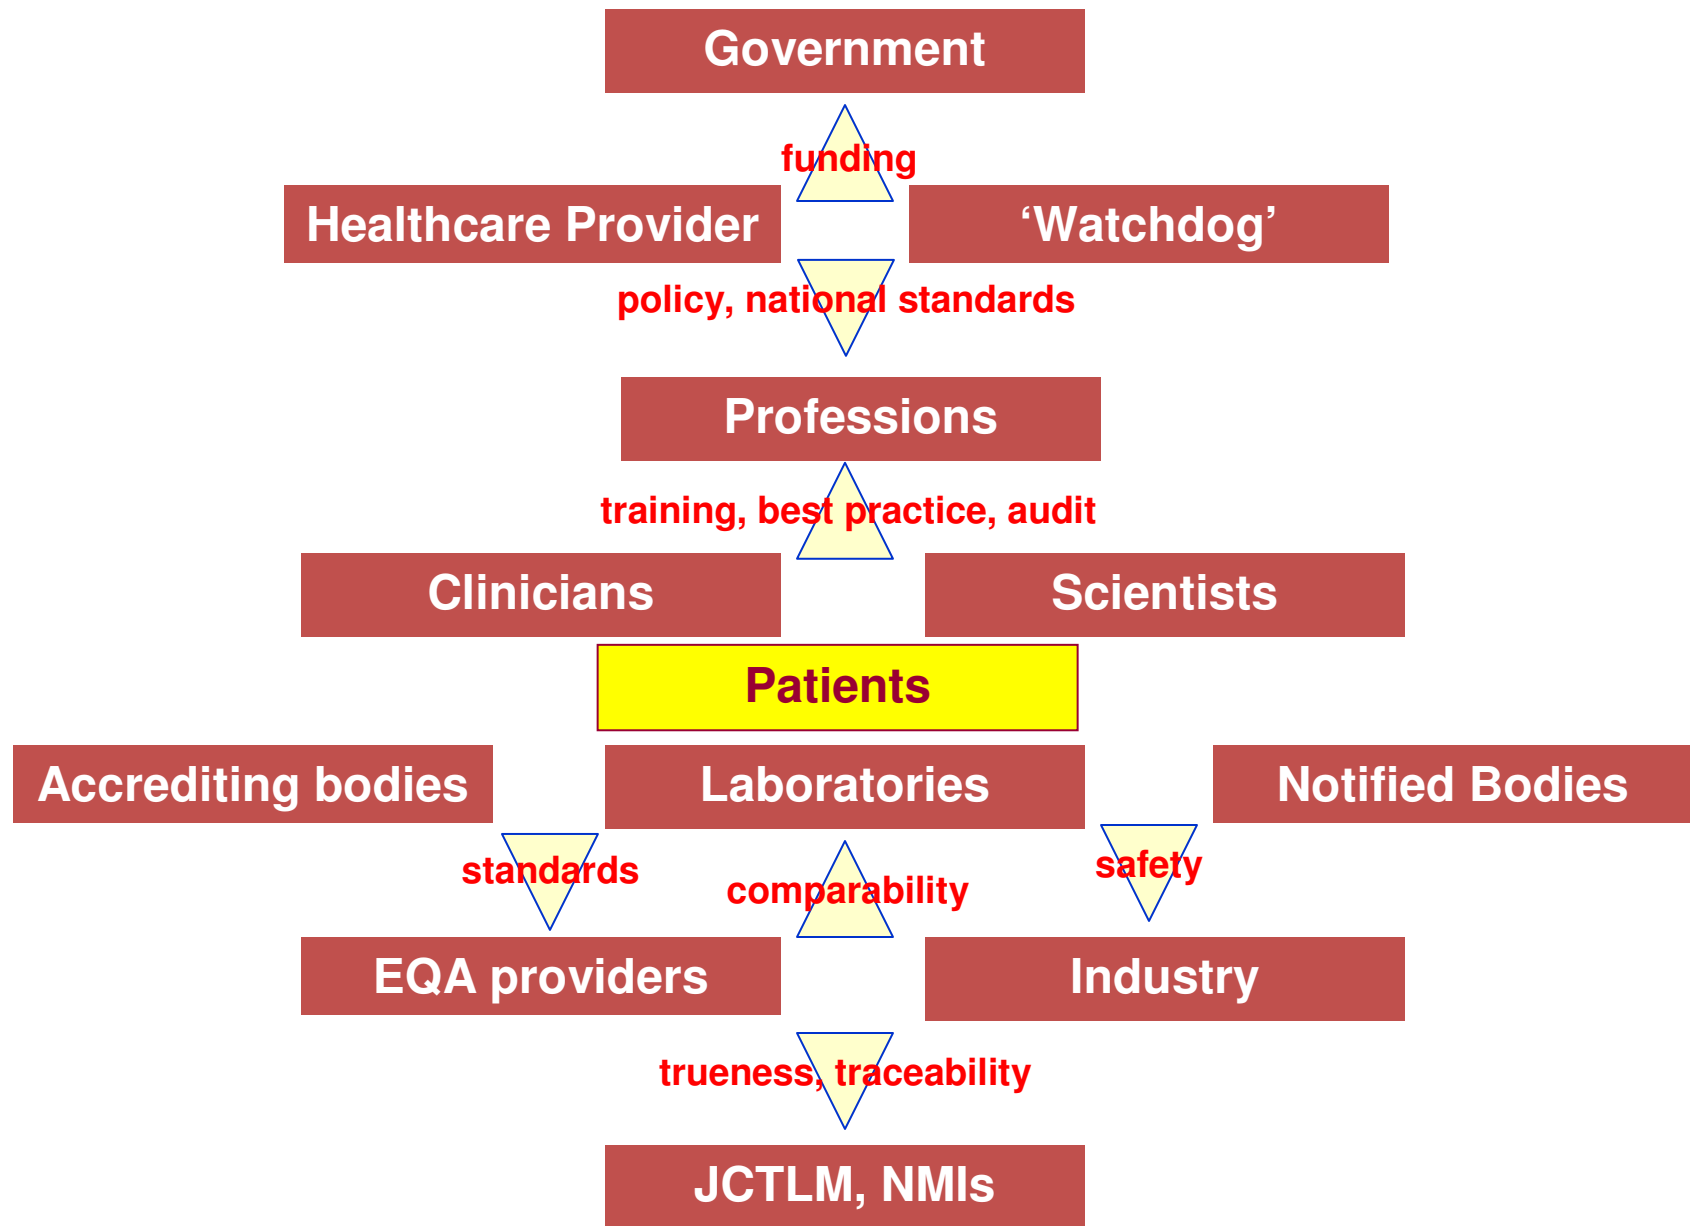 Government
funding
Healthcare Provider
‘Watchdog’
policy, national standards
Professions
training, best practice, audit
Clinicians
Scientists
Patients
Accrediting bodies
Laboratories
Notified Bodies
standards
comparability
safety
EQA providers
Industry
trueness, traceability
JCTLM, NMIs